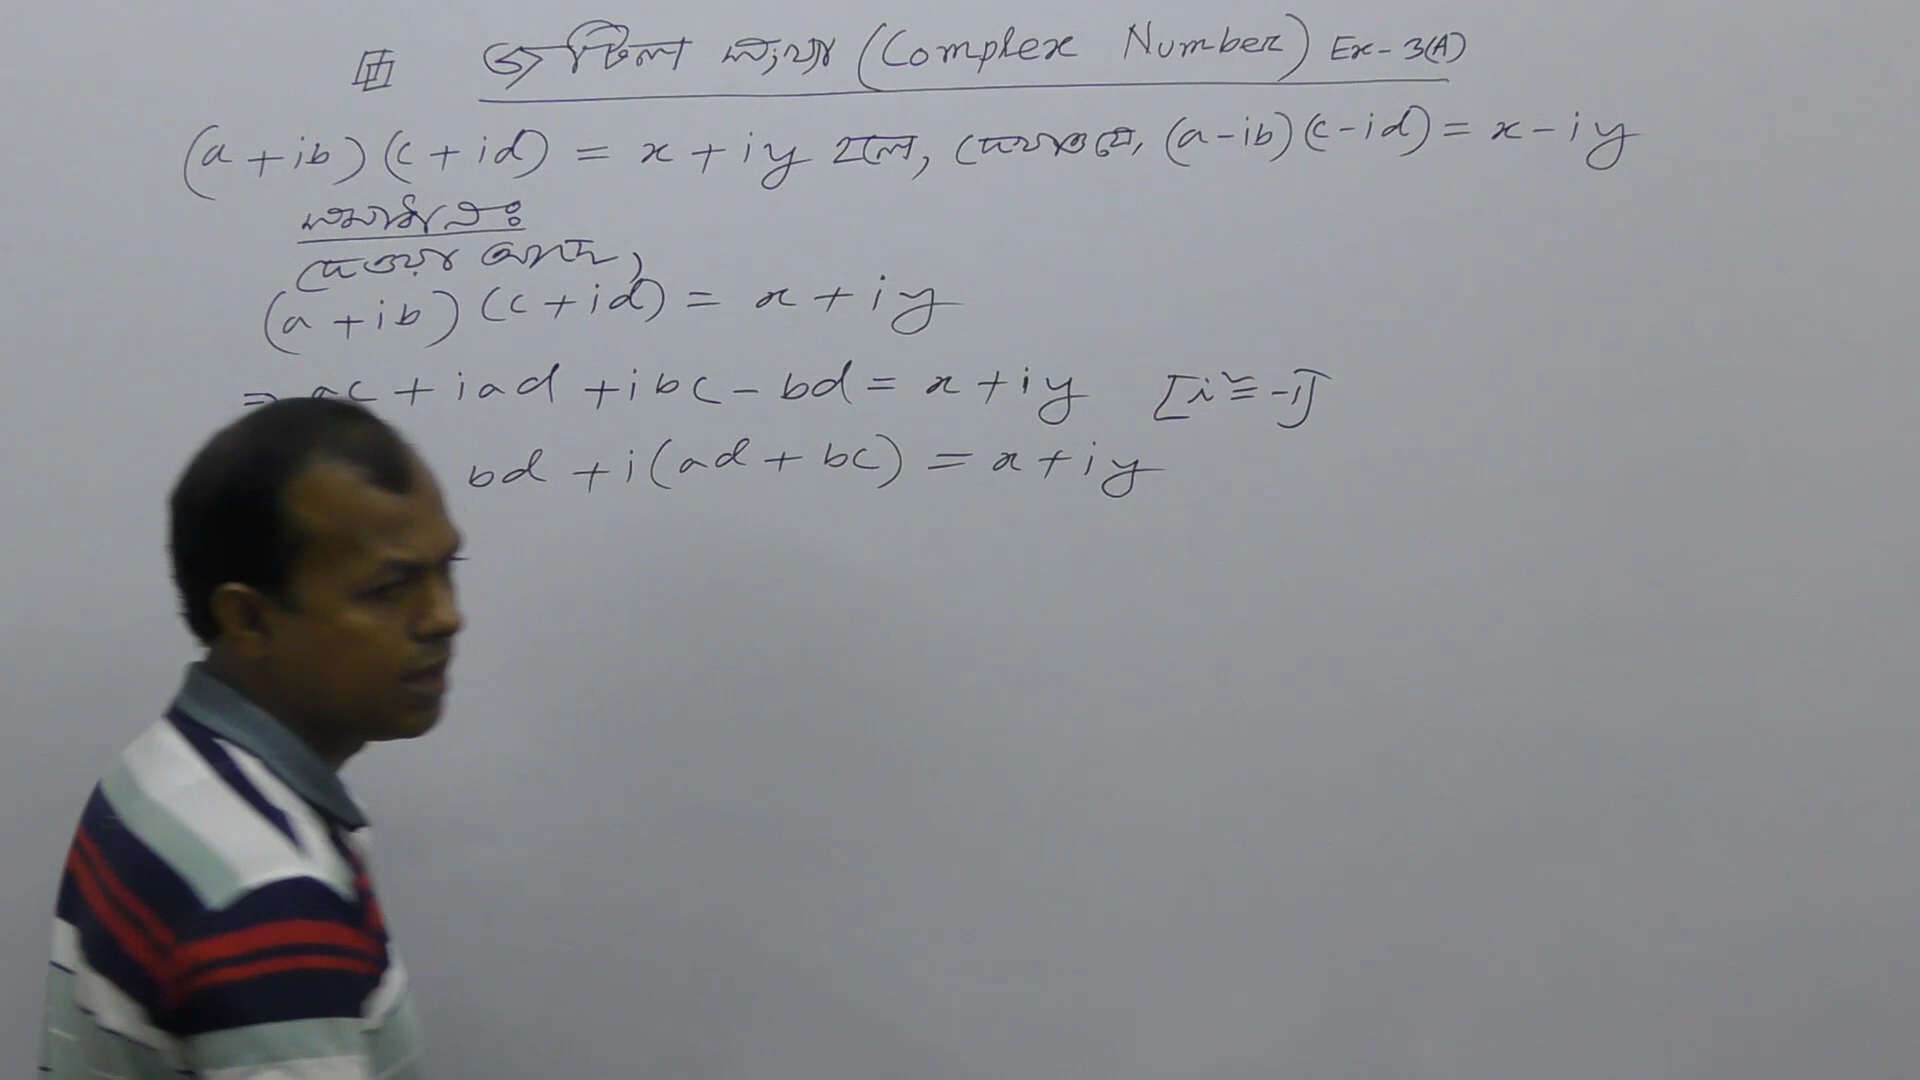 জটিল সংখ্যা (Complex Number) Ex-3(A)
(a+ib)(c+id) = x+iy হলে, দেখাও যে, (a-ib)(c-id) = x-iy
সমাধানঃ
দেওয়া আছে,
(a+ib)(c+id) = x+iy
⇒ ac + iad + ibc - bd = x+iy [i² = -1]
bd + i(ad + bc) = x+iy